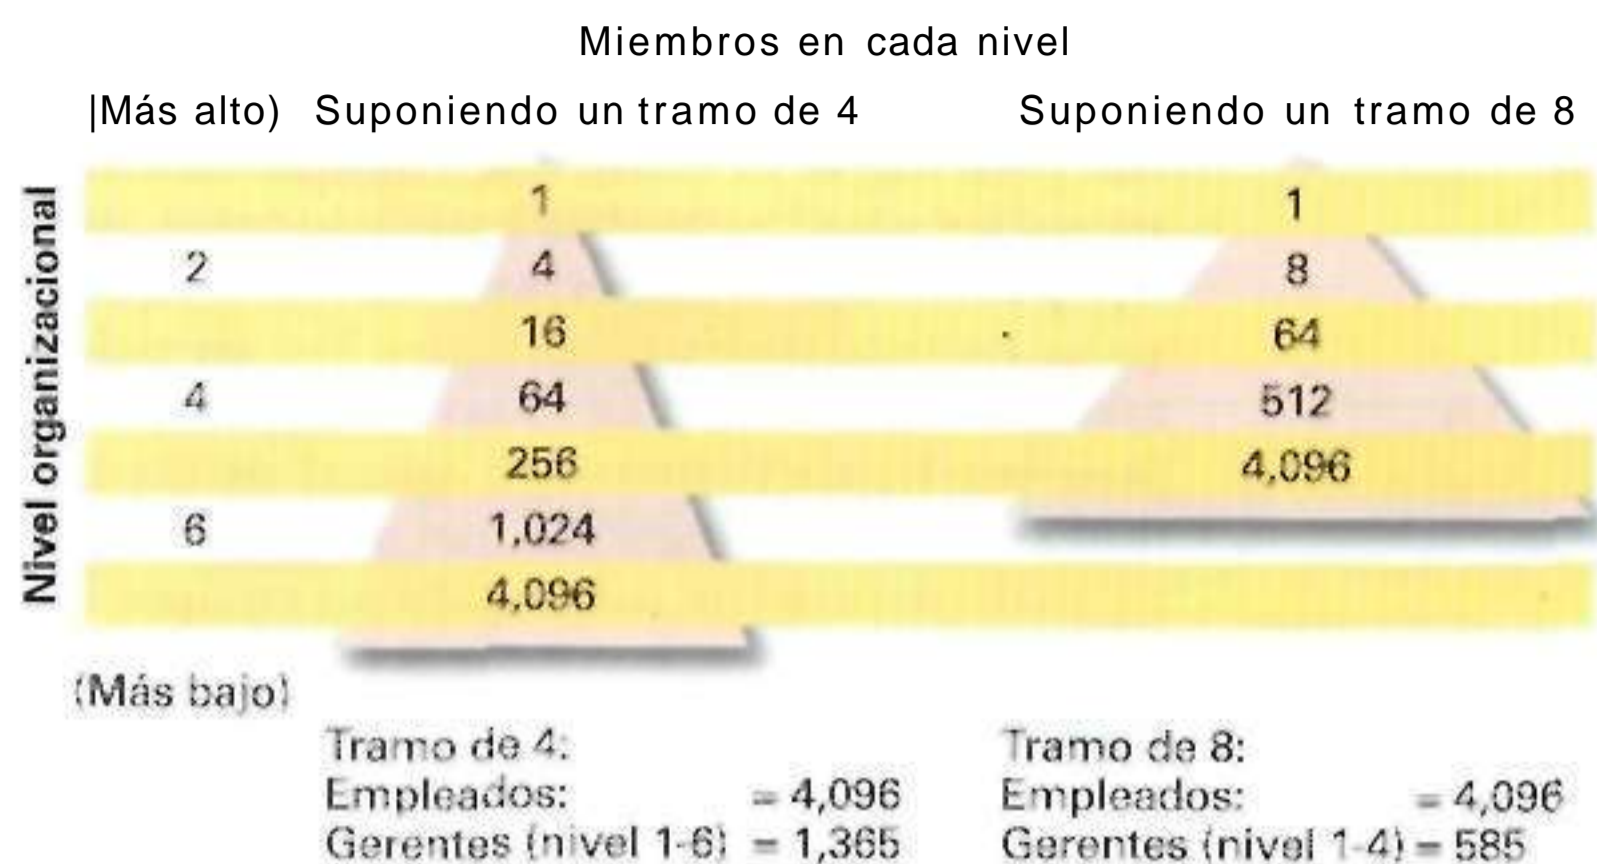 Miembros en cada nivel
|Más alto) Suponiendo un tramo de 4 Suponiendo un tramo de 8
Nivel organizacional
1 1
2 4 8
16 64
4 64 512
256 4,096
6 1,024
4,096
(Más bajo)
Tramo de 4: Tramo de 8:
Empleados: = 4,096 Empleados: = 4,096
Gerentes (nivel 1-6) = 1,365 Gerentes (nivel 1-4) = 585